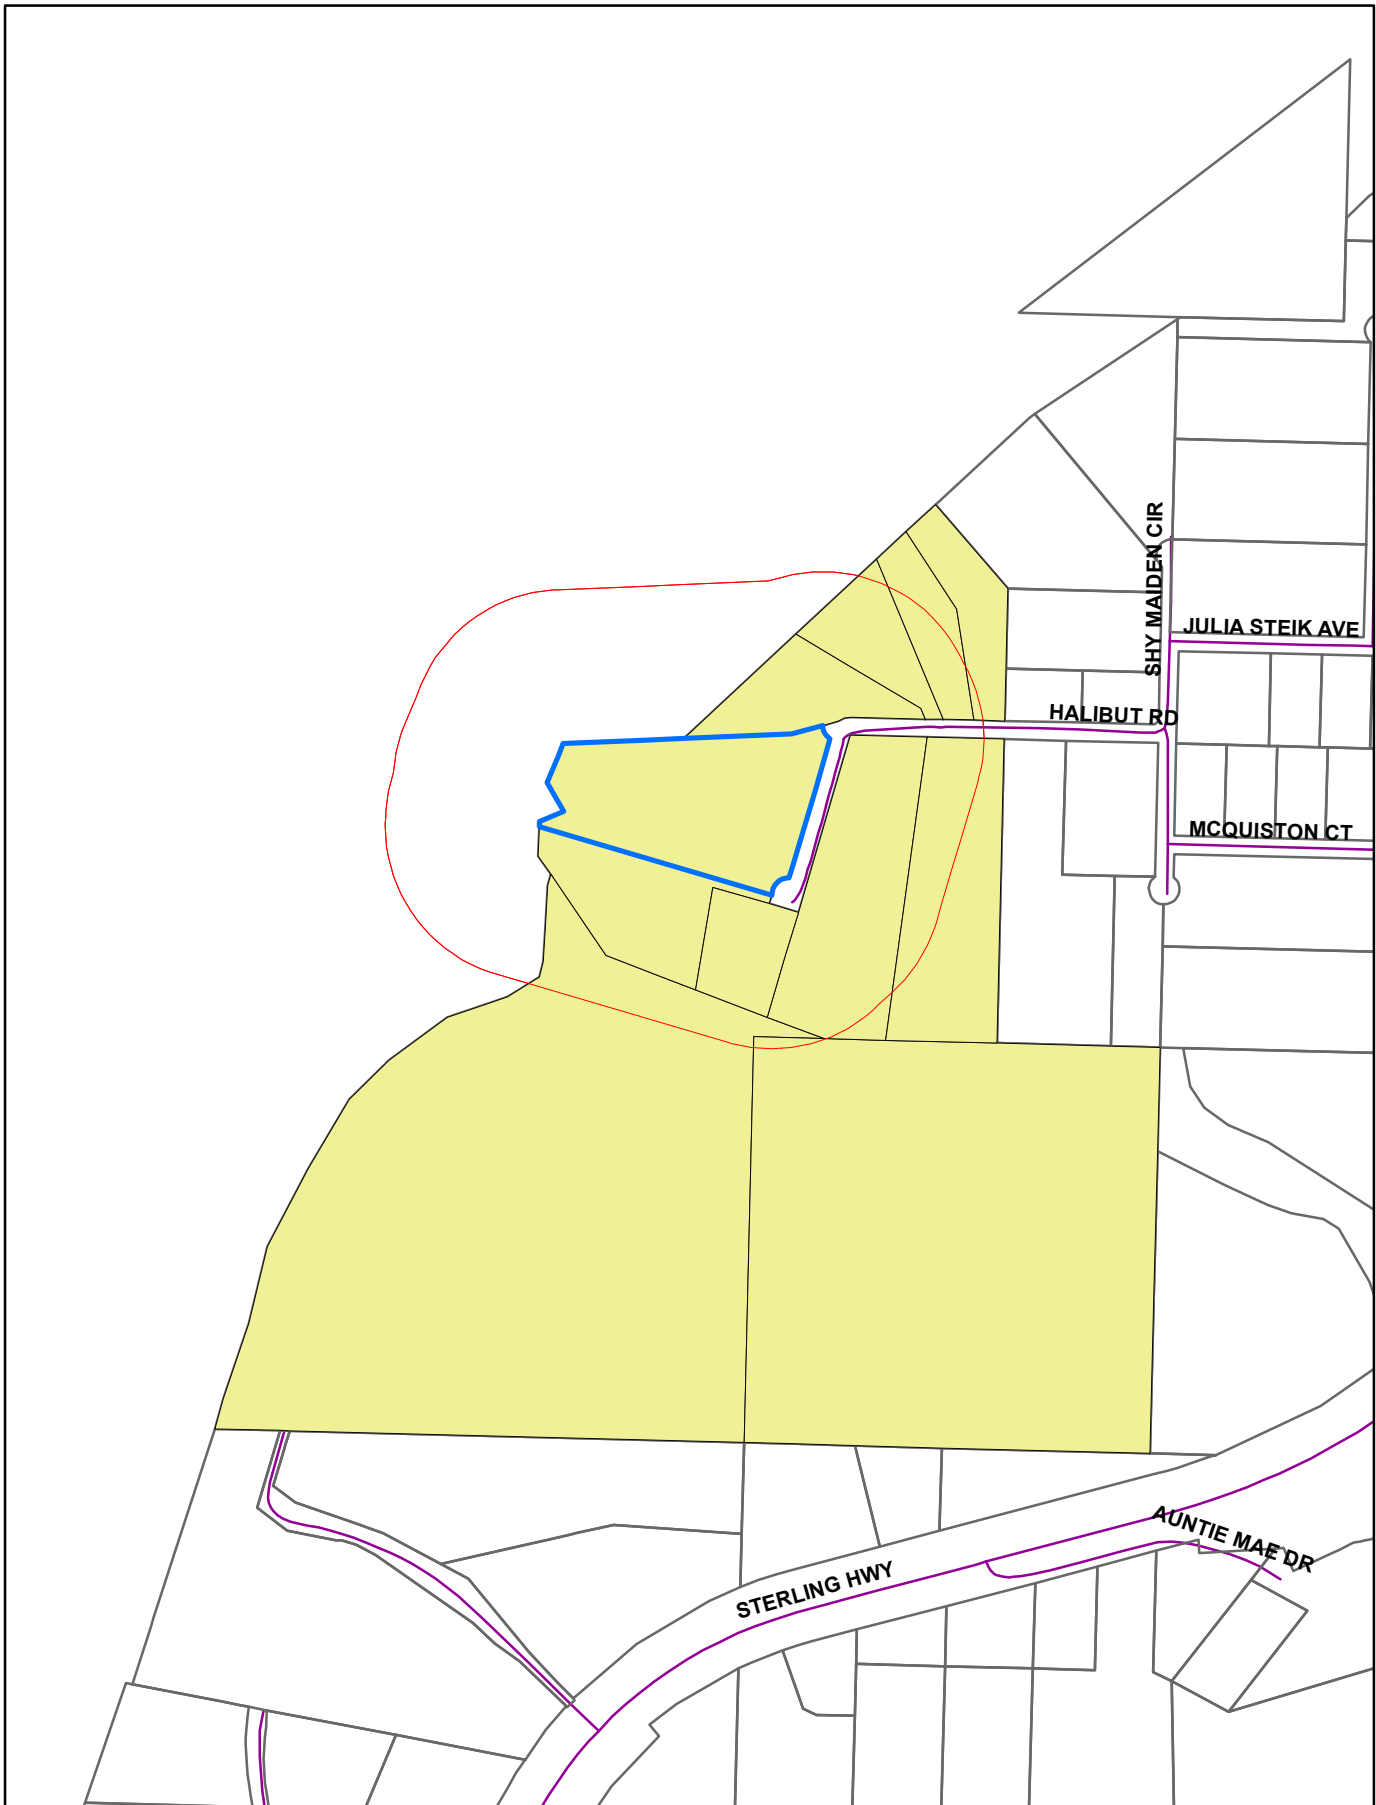 SHY MAIDEN CIR
JULIA STEIK AVE
HALIBUT RD
MCQUISTON CT
AUNTIE MAE DR
STERLING HWY